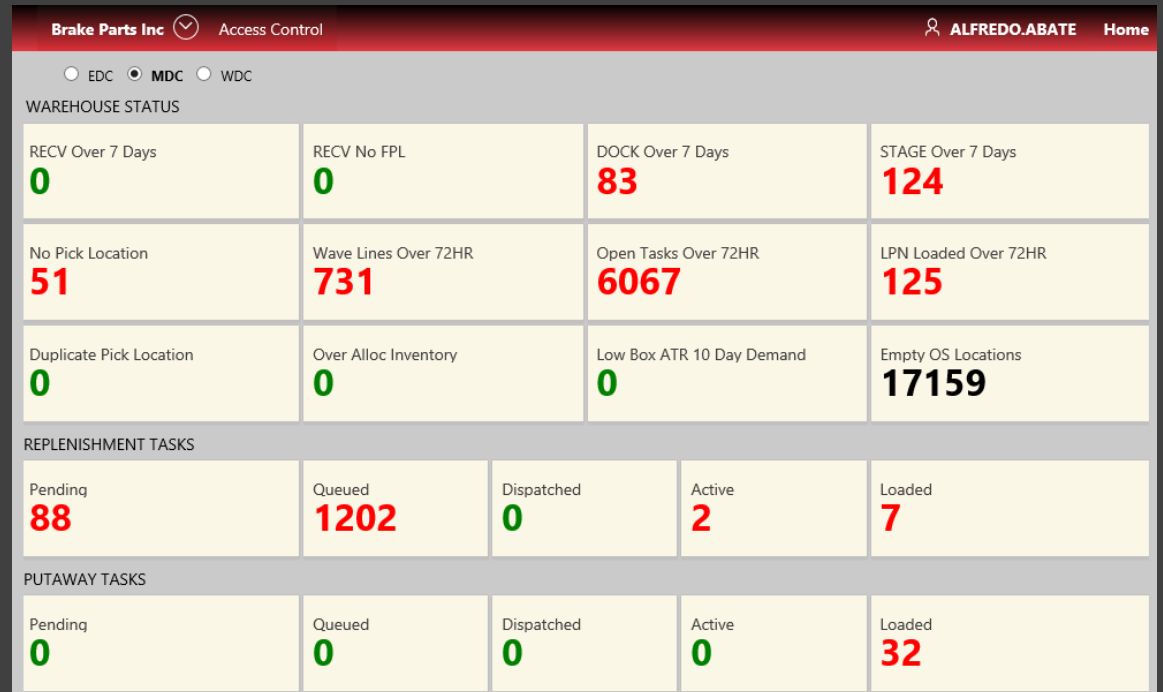 Brake Parts Inc Access Control ALFREDO.ABATE Home
EDC MDC WDC
WAREHOUSE STATUS
RECV Over 7 Days RECV No FPL DOCK Over 7 Days STAGE Over 7 Days
0 0 83 124
No Pick Location Wave Lines Over 72HR Open Tasks Over 72HR LPN Loaded Over 72HR
51 731 6067 125
Duplicate Pick Location Over Alloc Inventory Low Box ATR 10 Day Demand Empty OS Locations
0 0 0 17159
REPLENISHMENT TASKS
Pending Queued Dispatched Active Loaded
88 1202 0 2 7
PUTAWAY TASKS
Pending Queued Dispatched Active Loaded
0 0 0 0 32